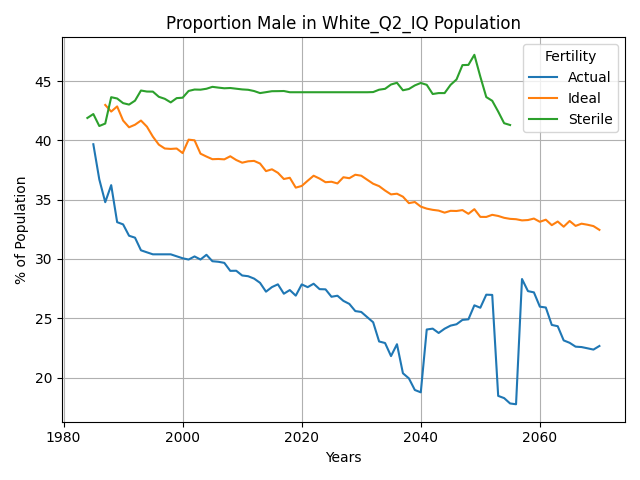 Proportion Male in White_Q2_IQ Population
Fertility
Actual
Ideal
Sterile
% of Population
45
40
35
30
25
20
1980
2000
2020
2040
2060
Years